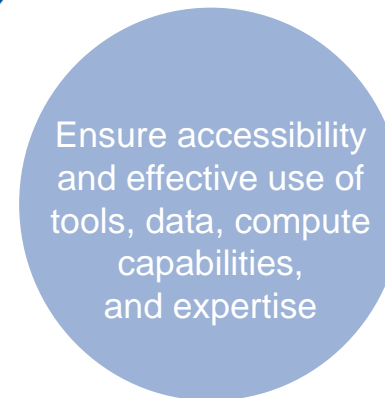 Ensure accessibility
and effective use of
tools, data, compute
capabilities,
and expertise